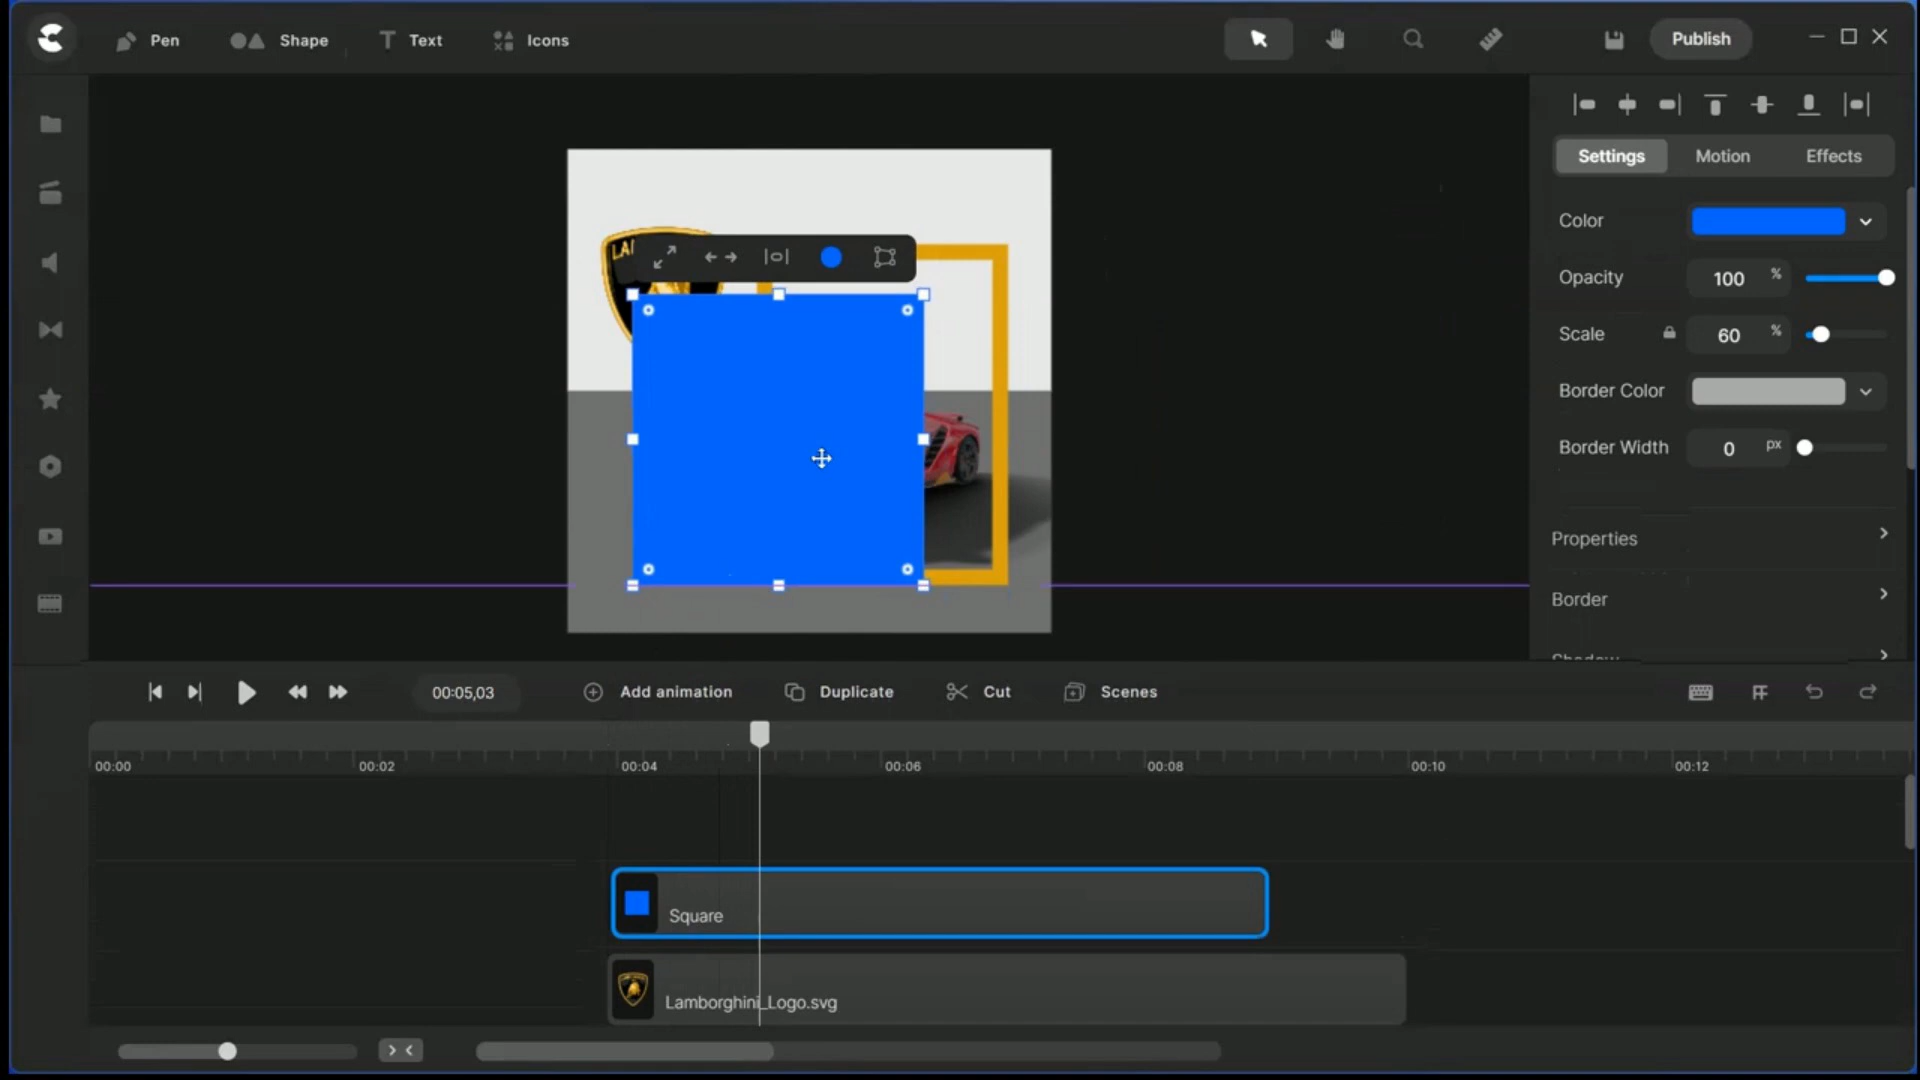 Pen Shape Text Icons Publish
Settings Motion Effects
Color
Opacity 100 %
Scale 60 %
Border Color
Border Width 0 px
Properties
Border
Shadow
LA
00:05,03 Add animation Duplicate Cut Scenes
00:00 00:02 00:04 00:06 00:08 00:10 00:12
Square
Lamborghini_Logo.svg